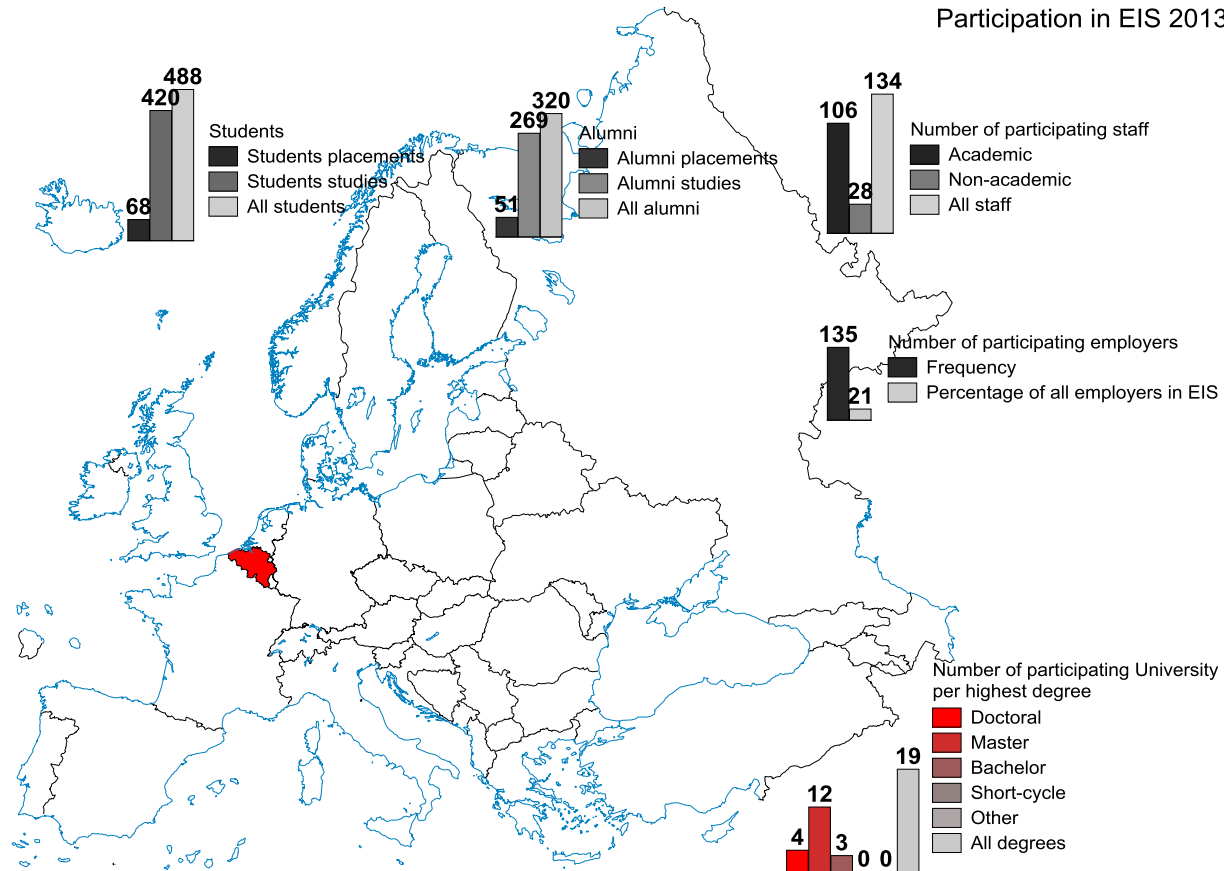 Participation in EIS 2013
488
420
68
Students
Students placements
Students studies
All students
320
269
51
Alumni
Alumni placements
Alumni studies
All alumni
134
106
28
Number of participating staff
Academic
Non-academic
All staff
135
21
Number of participating employers
Frequency
Percentage of all employers in EIS
Number of participating University
per highest degree
Doctoral
Master
Bachelor
Short-cycle
Other
All degrees
19
12
4
3
0
0